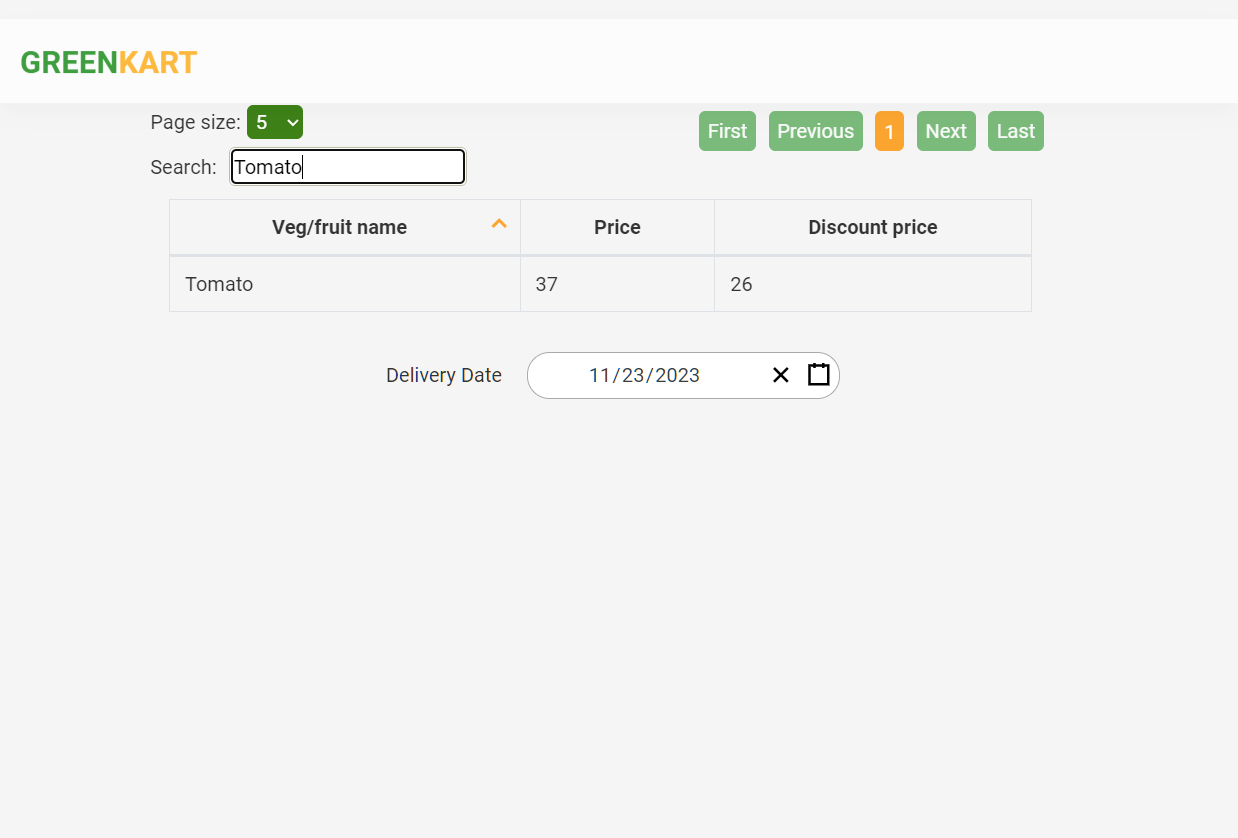 GREENKART
Page size: 5
First Previous 1 Next Last
Search: Tomato
Veg/fruit name Price Discount price
Tomato 37 26
Delivery Date 11/23/2023